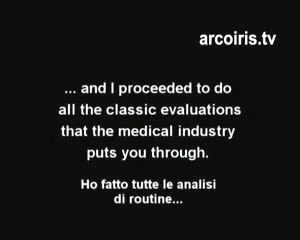 arcoiris.tv
... and I proceeded to do
all the classic evaluations
that the medical industry
puts you through.
Ho fatto tutte le analisi
di routine...